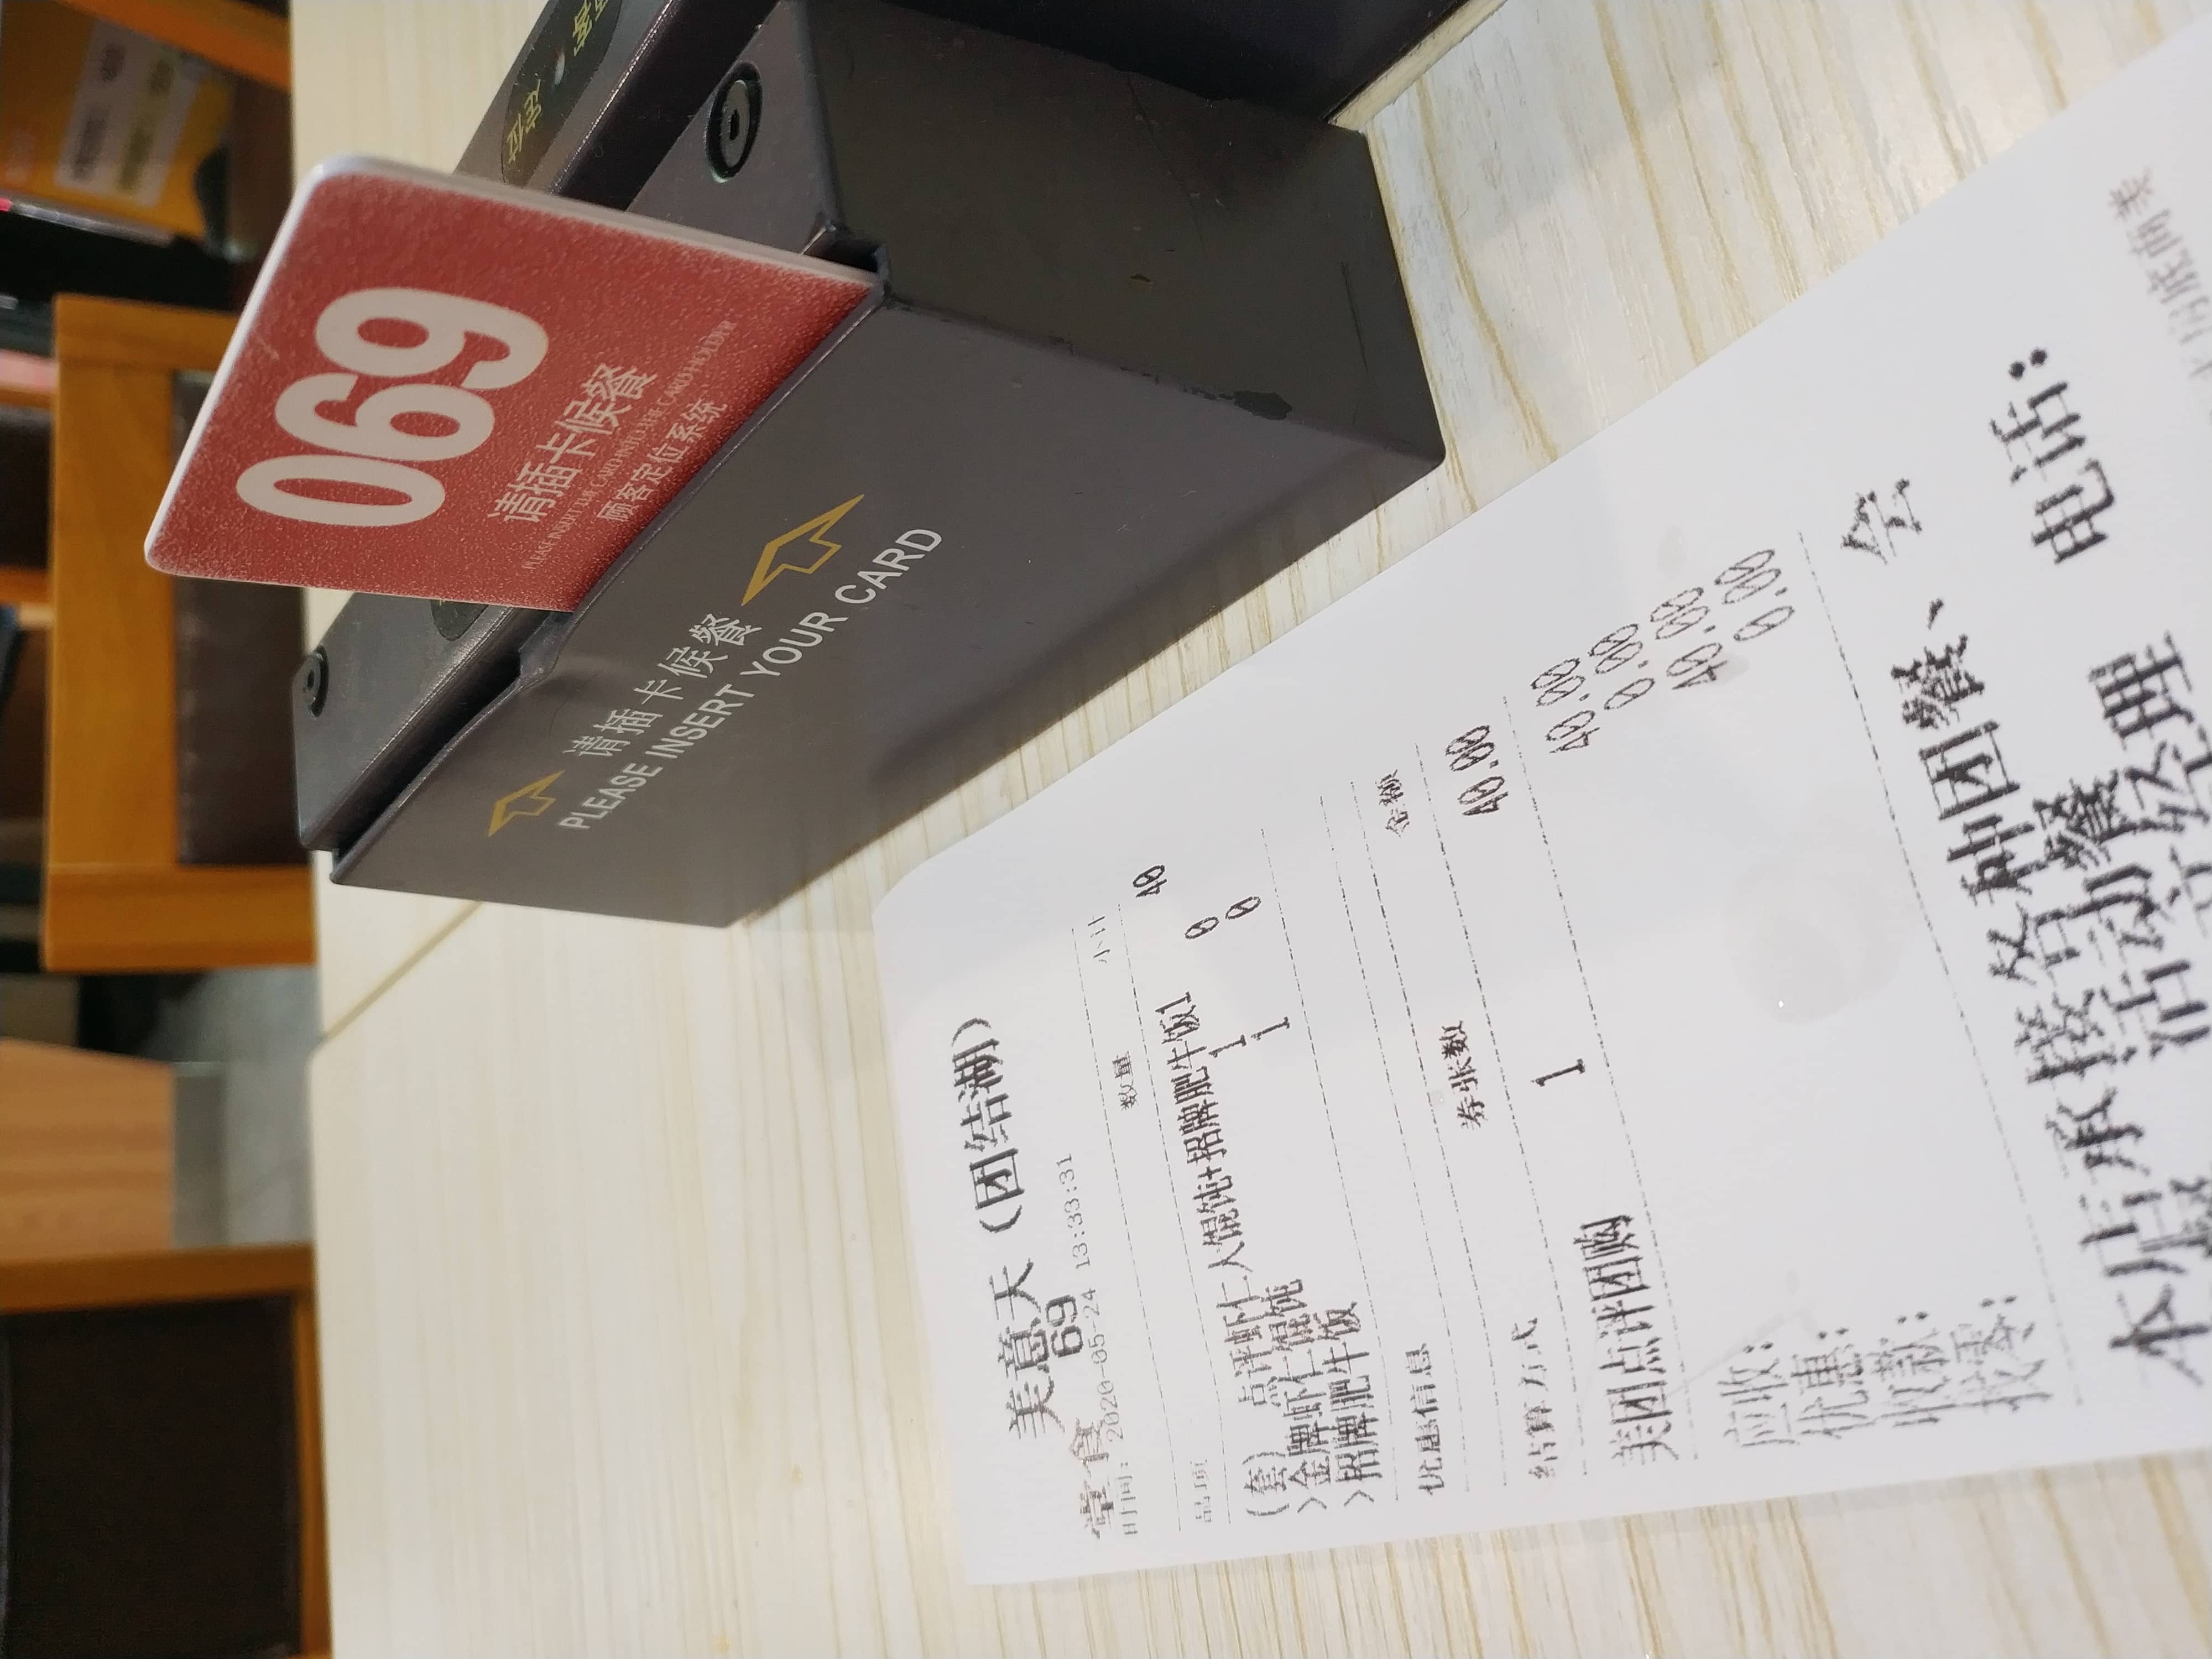 069
请插卡候餐
PLEASE INSERT THE CARD INTO THE CARD HOLDER
顾客定位系统
请插卡候餐
PLEASE INSERT YOUR CARD
定位
美意天（团结湖）
堂食 69
时间：2020-05-24 13:33:31
品项 数量 小计
（套） 点评虾仁人馄饨+招牌肥牛饭1 40
>金牌虾仁馄饨 1 0
>招牌肥牛饭 1 0
优惠信息
结算方式 券张数 金额
美团点评团购 1 40.00
应收： 40.00
优惠： 0.00
收款： 40.00
找零： 0.00
本店承接各种团餐、会
餐 活动餐
经理 电话：
底商美